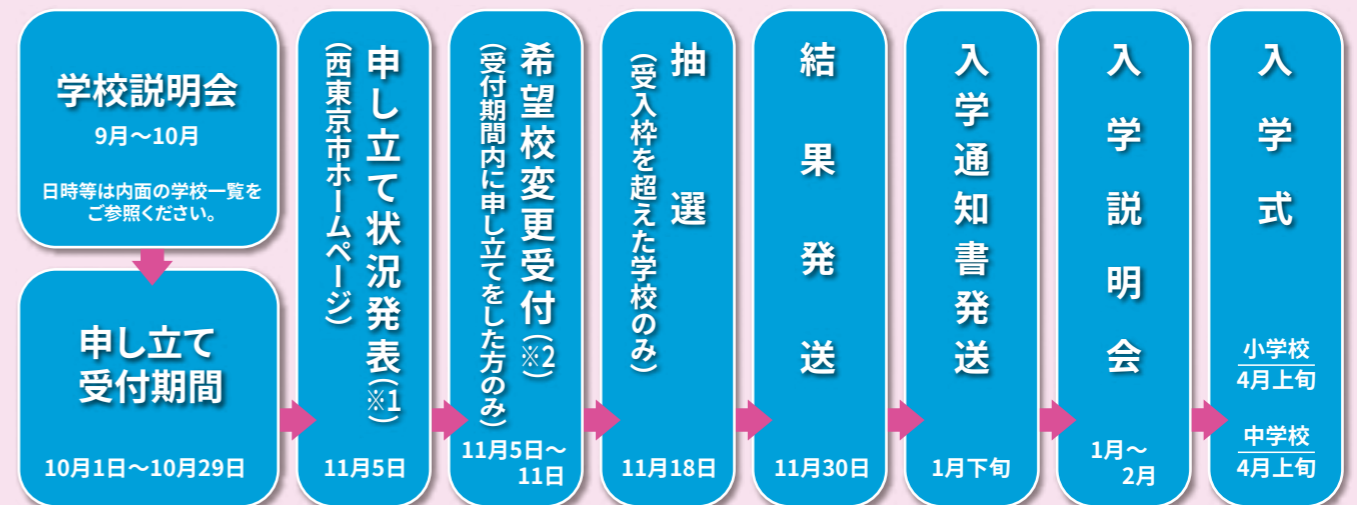 学校説明会
9月～10月
日時等は内面の学校一覧を
ご参照ください。
申し立て
受付期間
10月1日～10月29日
申し立て状況発表(※1)
(西東京市ホームページ)
11月5日
希望校変更受付(※2)
(受付期間内に申し立てをした方のみ)
11月5日～
11日
抽選
(受入枠を超えた学校のみ)
11月18日
結果発送
11月30日
入学通知書発送
1月下旬
入学説明会
1月～
2月
入学式
小学校
4月上旬
中学校
4月上旬